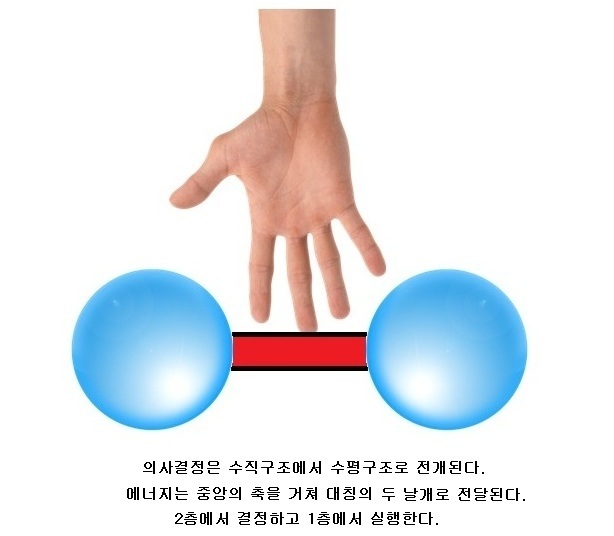 의사결정은 수직구조에서 수평구조로 전개된다.
에너지는 중앙의 축을 거쳐 대칭의 두 날개로 전달된다.
2층에서 결정하고 1층에서 실행한다.